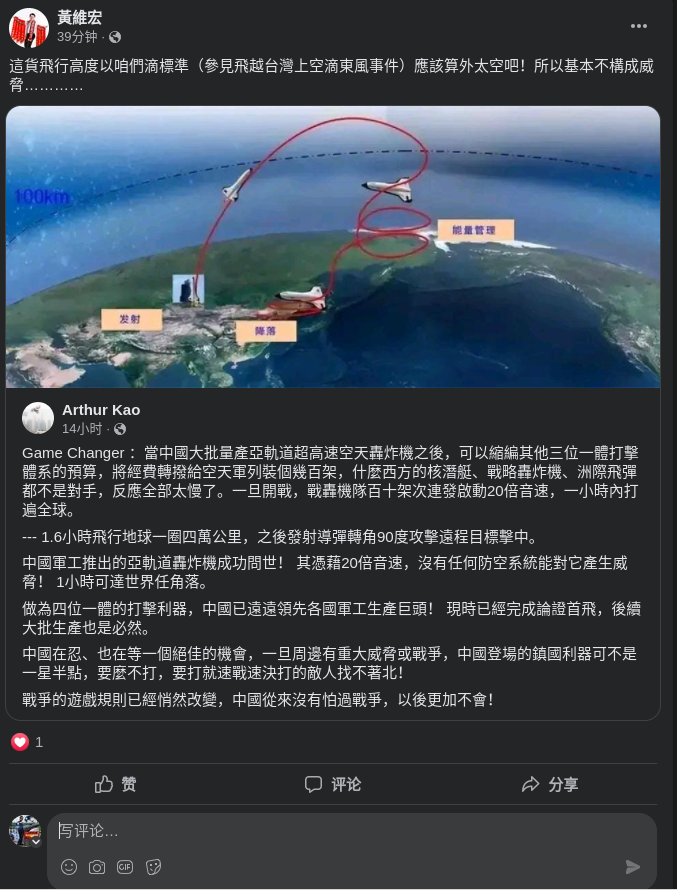 黃維宏
39分钟 ·
這貨飛行高度以咱們滴標準（參見飛越台灣上空滴東風事件）應該算外太空吧！所以基本不構成威
脅…………
100km
能量管理
发射
降落
Arthur Kao
14小时 ·
Game Changer ： 當中國大批量產亞軌道超高速空天轟炸機之後，可以縮編其他三位一體打擊
體系的預算，將經費轉撥給空天軍列裝個幾百架，什麼西方的核潛艇、戰略轟炸機、洲際飛彈
都不是對手，反應全部太慢了。一旦開戰，戰轟機隊百十架次連發啟動20倍音速，一小時內打
遍全球。
--- 1.6小時飛行地球一圈四萬公里，之後發射導彈轉角90度攻擊遠程目標擊中。
中國軍工推出的亞軌道轟炸機成功問世！ 其憑藉20倍音速，沒有任何防空系統能對它產生威
脅！ 1小時可達世界任角落。
做為四位一體的打擊利器，中國已遠遠領先各國軍工生產巨頭！ 現時已經完成論證首飛，後續
大批生產也是必然。
中國在忍、也在等一個絕佳的機會，一旦周邊有重大威脅或戰爭，中國登場的鎮國利器可不是
一星半點，要麼不打，要打就速戰速決打的敵人找不著北！
戰爭的遊戲規則已經悄然改變，中國從來沒有怕過戰爭，以後更加不會！
1
赞
评论
分享
写评论…
GIF